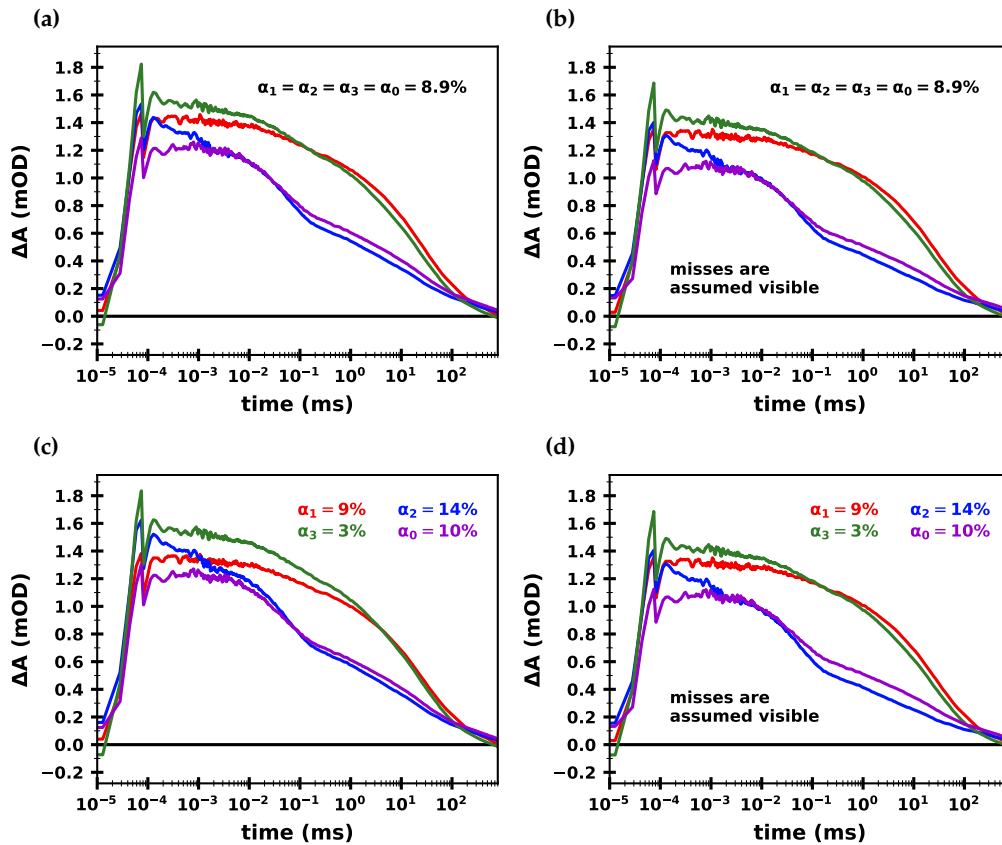 (a)
α₁ = α₂ = α₃ = α₀ = 8.9%
ΔA (mOD)
1.8
1.6
1.4
1.2
1.0
0.8
0.6
0.4
0.2
0.0
−0.2
10⁻⁵ 10⁻⁴ 10⁻³ 10⁻² 10⁻¹ 10⁰ 10¹ 10²
time (ms)
(b)
α₁ = α₂ = α₃ = α₀ = 8.9%
ΔA (mOD)
1.8
1.6
1.4
1.2
1.0
0.8
0.6
0.4
0.2
0.0
−0.2
misses are
assumed visible
10⁻⁵ 10⁻⁴ 10⁻³ 10⁻² 10⁻¹ 10⁰ 10¹ 10²
time (ms)
(c)
α₁ = 9% α₂ = 14%
α₃ = 3% α₀ = 10%
ΔA (mOD)
1.8
1.6
1.4
1.2
1.0
0.8
0.6
0.4
0.2
0.0
−0.2
10⁻⁵ 10⁻⁴ 10⁻³ 10⁻² 10⁻¹ 10⁰ 10¹ 10²
time (ms)
(d)
α₁ = 9% α₂ = 14%
α₃ = 3% α₀ = 10%
ΔA (mOD)
1.8
1.6
1.4
1.2
1.0
0.8
0.6
0.4
0.2
0.0
−0.2
misses are
assumed visible
10⁻⁵ 10⁻⁴ 10⁻³ 10⁻² 10⁻¹ 10⁰ 10¹ 10²
time (ms)